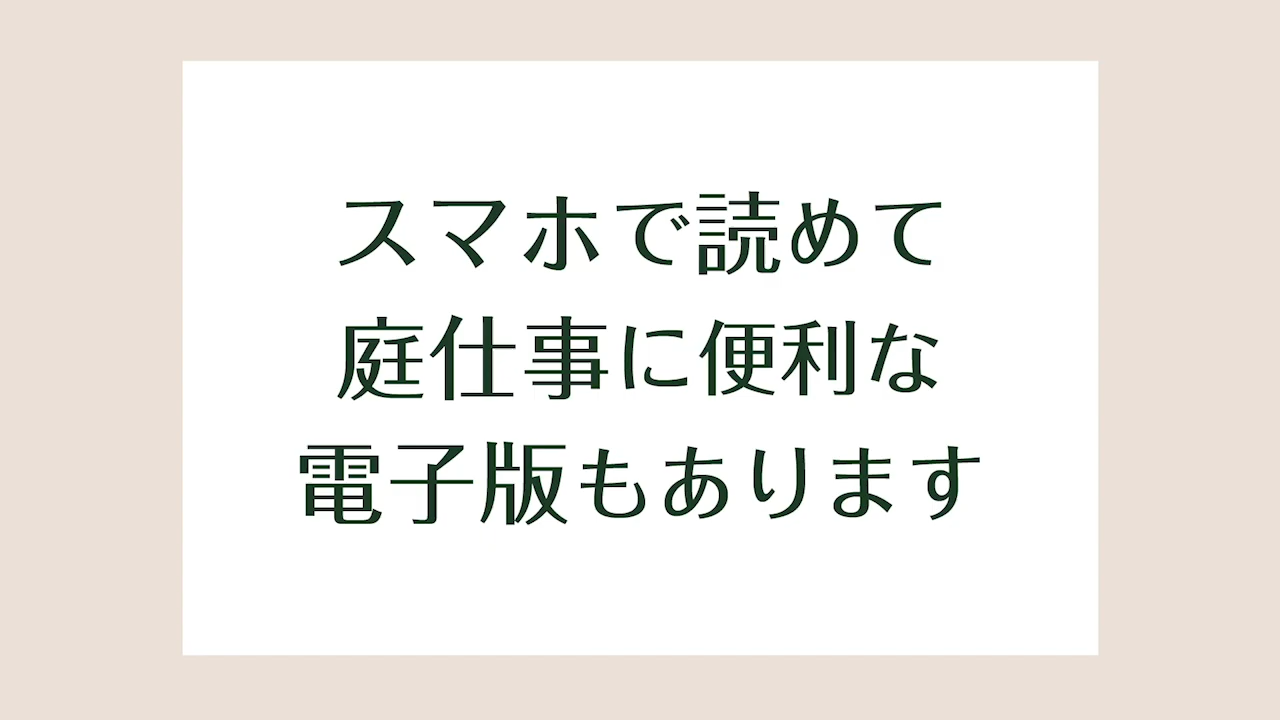 スマホで読めて
庭仕事に便利な
電子版もあります